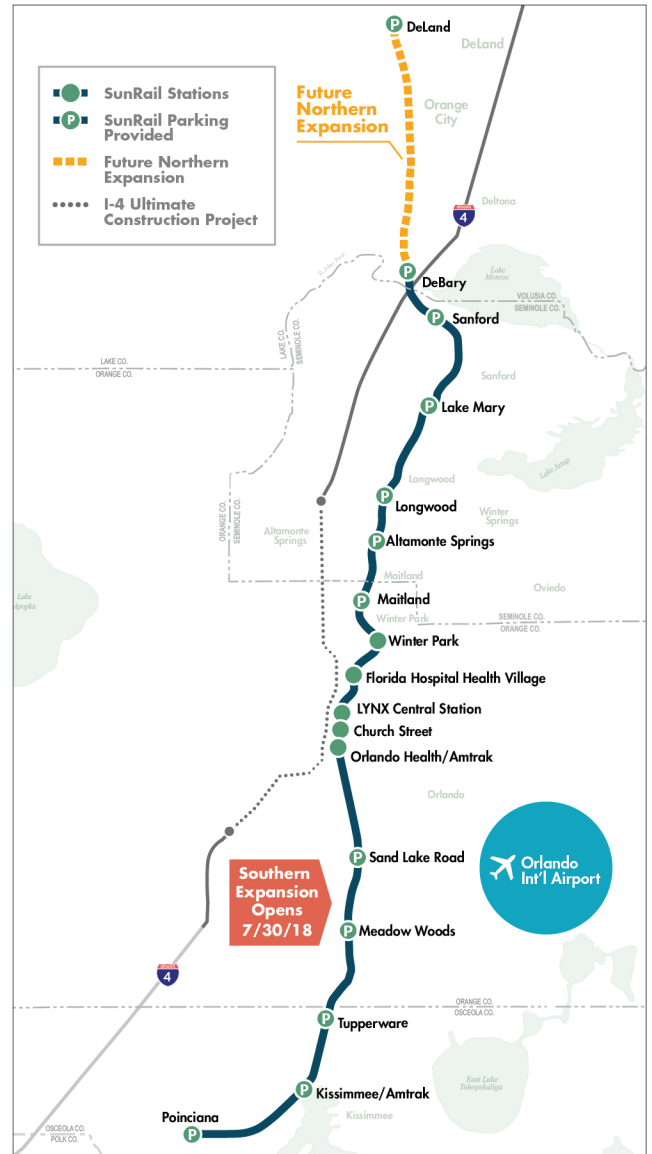 DeLand
DeLand
SunRail Stations
SunRail Parking
Provided
Future Northern
Expansion
I-4 Ultimate
Construction Project
Future
Northern
Expansion
Orange
City
Deltona
4
DeBary
St Johns River
Lake
Monroe
VOLUSIA CO.
SEMINOLE CO.
Sanford
LAKE CO.
SEMINOLE CO.
LAKE CO.
ORANGE CO.
Sanford
Lake Mary
Lake Jesup
Longwood
Longwood
Winter
Springs
ORANGE CO.
SEMINOLE CO.
Altamonte
Springs
Altamonte Springs
Maitland
Oviedo
Lake
Apopka
Maitland
Winter Park
SEMINOLE CO.
ORANGE CO.
Winter Park
Florida Hospital Health Village
LYNX Central Station
Church Street
Orlando Health/Amtrak
Orlando
Sand Lake Road
Orlando
Int'l Airport
Southern
Expansion
Opens
7/30/18
Meadow Woods
4
ORANGE CO.
OSCEOLA CO.
Tupperware
East Lake
Tohopekaliga
Kissimmee/Amtrak
Kissimmee
Poinciana
OSCEOLA CO.
POLK CO.